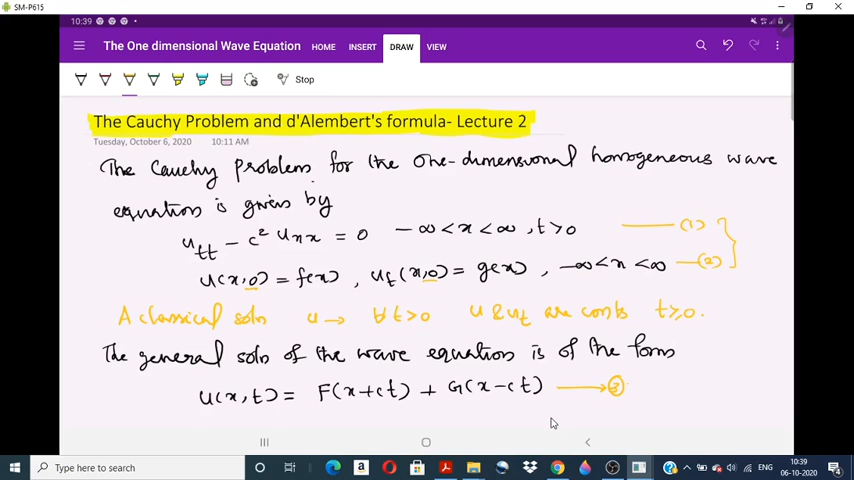 SM-P615
10:39
The One dimensional Wave Equation HOME INSERT DRAW VIEW
Stop
The Cauchy Problem and d'Alembert's formula- Lecture 2
Tuesday, October 6, 2020 10:11 AM
The Cauchy problem for the one-dimensional homogeneous wave
equation is given by
u_tt - c² u_xx = 0 -∞ < x < ∞, t > 0 (1)
u(x,0) = f(x), u_t(x,0) = g(x), -∞ < x < ∞ (2)
A classical soln u → ∀ t>0 u & u_t are conts t ≥ 0.
The general soln of the wave equation is of the form
u(x,t) = F(x+ct) + G(x-ct) → (3)
Type here to search
ENG
10:39
06-10-2020
4